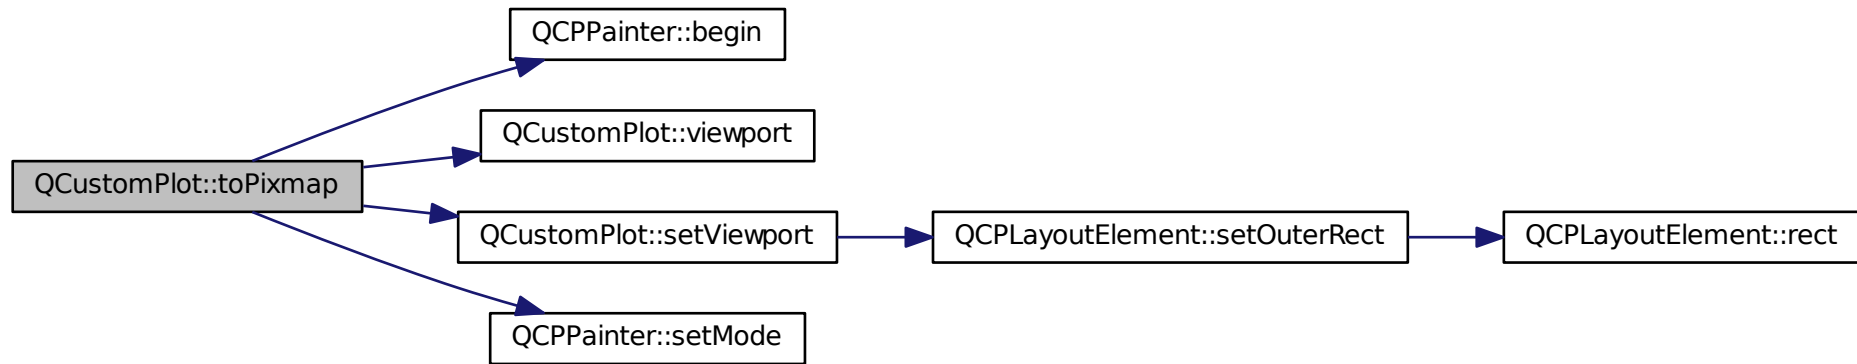 QCPPainter::begin
QCustomPlot::viewport
QCustomPlot::toPixmap
QCustomPlot::setViewport
QCPLayoutElement::setOuterRect
QCPLayoutElement::rect
QCPPainter::setMode